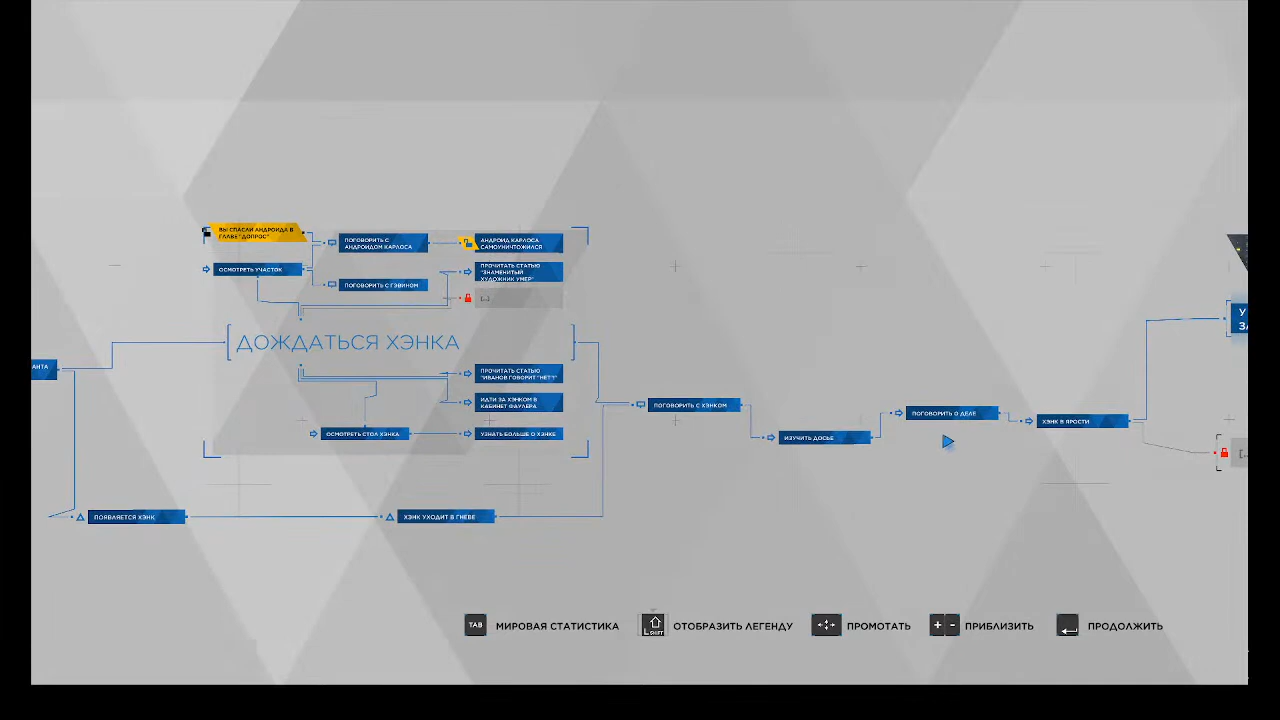 ВЫ СПАСЛИ АНДРОИДА В
ГЛАВЕ "ДОПРОС"
ПОГОВОРИТЬ С
АНДРОИДОМ КАРЛОСА
АНДРОИД КАРЛОСА
САМОУНИЧТОЖИЛСЯ
ОСМОТРЕТЬ УЧАСТОК
ПРОЧИТАТЬ СТАТЬЮ
"ЗНАМЕНИТЫЙ
ХУДОЖНИК УМЕР"
ПОГОВОРИТЬ С ГЭВИНОМ
[...]
ДОЖДАТЬСЯ ХЭНКА
АНТА
ПРОЧИТАТЬ СТАТЬЮ
"ИВАНОВ ГОВОРИТ "НЕТ"!"
ИДТИ ЗА ХЭНКОМ В
КАБИНЕТ ФАУЛЕРА
ОСМОТРЕТЬ СТОЛ ХЭНКА
УЗНАТЬ БОЛЬШЕ О ХЭНКЕ
ПОГОВОРИТЬ С ХЭНКОМ
ИЗУЧИТЬ ДОСЬЕ
ПОГОВОРИТЬ О ДЕЛЕ
ХЭНК В ЯРОСТИ
У
ЗА
[...
ПОЯВЛЯЕТСЯ ХЭНК
ХЭНК УХОДИТ В ГНЕВЕ
TAB МИРОВАЯ СТАТИСТИКА
L SHIFT ОТОБРАЗИТЬ ЛЕГЕНДУ
ПРОМОТАТЬ
+ - ПРИБЛИЗИТЬ
ПРОДОЛЖИТЬ